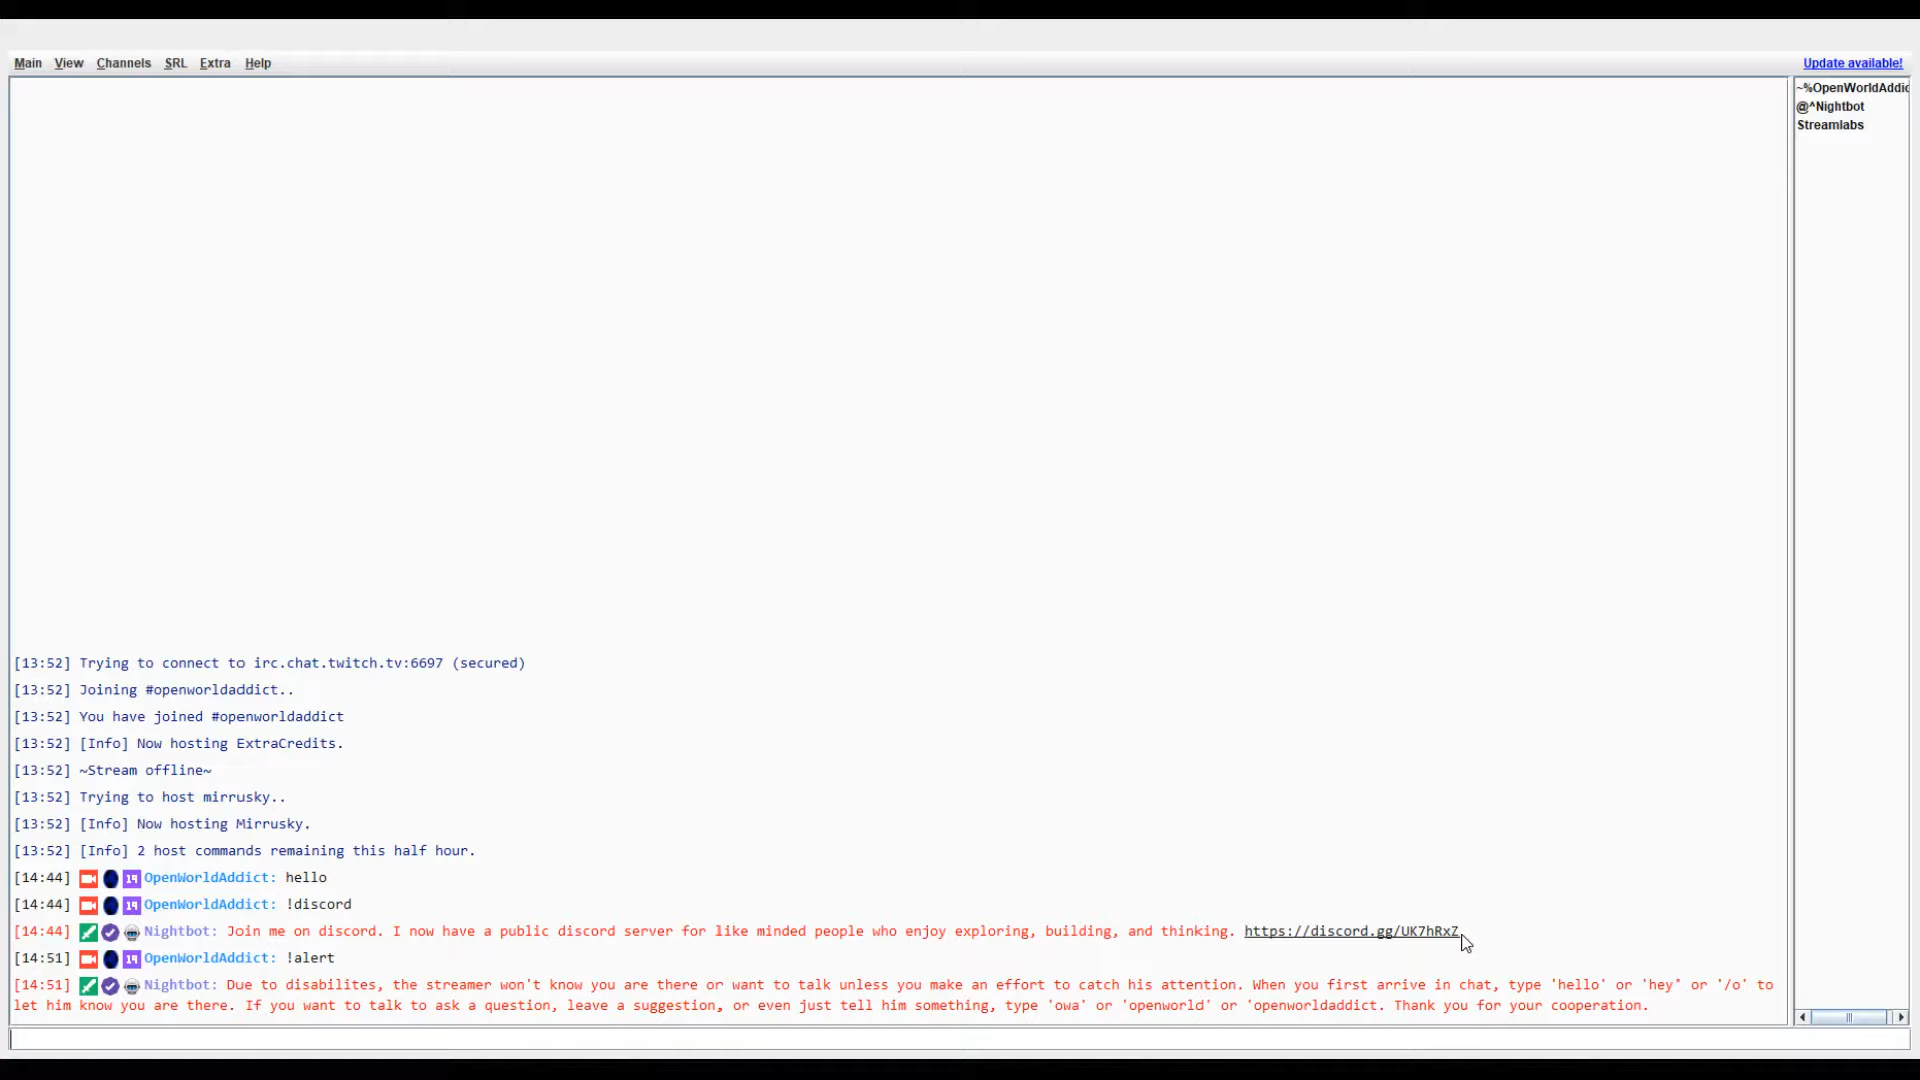 Main View Channels SRL Extra Help Update available!
~%OpenWorldAddic
@^Nightbot
Streamlabs
[13:52] Trying to connect to irc.chat.twitch.tv:6697 (secured)
[13:52] Joining #openworldaddict..
[13:52] You have joined #openworldaddict
[13:52] [Info] Now hosting ExtraCredits.
[13:52] ~Stream offline~
[13:52] Trying to host mirrusky..
[13:52] [Info] Now hosting Mirrusky.
[13:52] [Info] 2 host commands remaining this half hour.
[14:44] 19 OpenWorldAddict: hello
[14:44] 19 OpenWorldAddict: !discord
[14:44] Nightbot: Join me on discord. I now have a public discord server for like minded people who enjoy exploring, building, and thinking. https://discord.gg/UK7hRxZ
[14:51] 19 OpenWorldAddict: !alert
[14:51] Nightbot: Due to disabilites, the streamer won't know you are there or want to talk unless you make an effort to catch his attention. When you first arrive in chat, type 'hello' or 'hey' or '/o' to
let him know you are there. If you want to talk to ask a question, leave a suggestion, or even just tell him something, type 'owa' or 'openworld' or 'openworldaddict. Thank you for your cooperation.